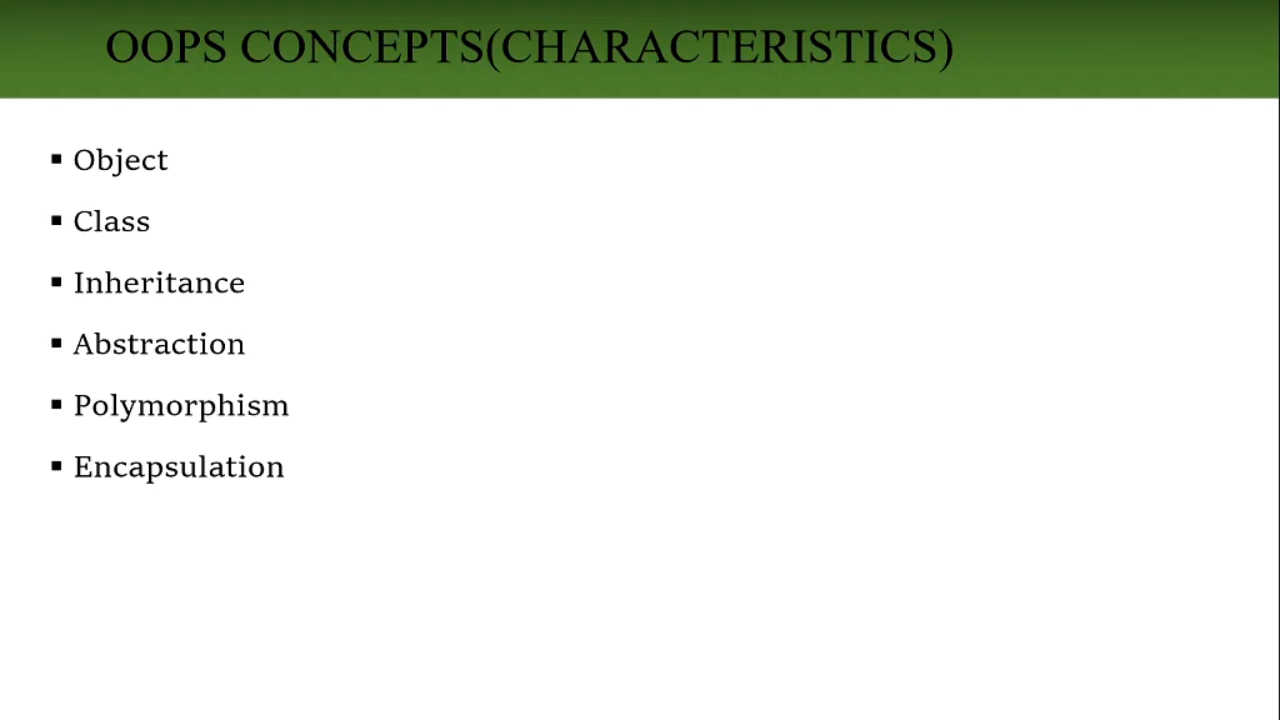 OOPS CONCEPTS(CHARACTERISTICS)
▪ Object
▪ Class
▪ Inheritance
▪ Abstraction
▪ Polymorphism
▪ Encapsulation